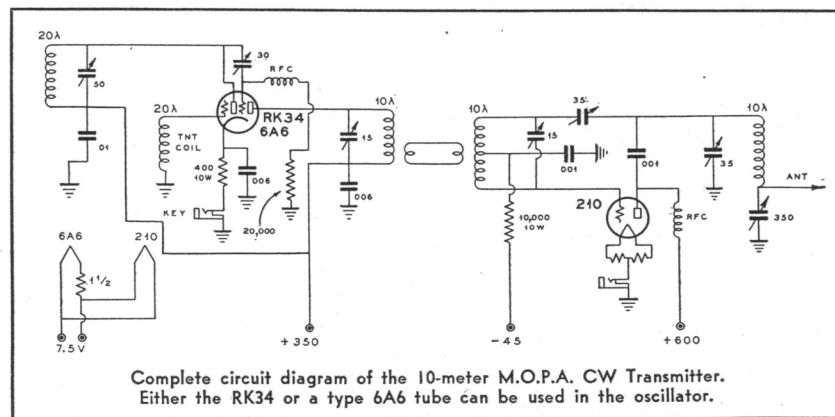 20λ
50
01
30
RFC
20λ
TNT
COIL
RK34
6A6
400
10W
006
KEY
20,000
15
10λ
006
10λ
35
15
001
10,000
10W
210
001
RFC
35
10λ
ANT
350
6A6
210
1 1/2
7.5V
+350
-45
+600
Complete circuit diagram of the 10-meter M.O.P.A. CW Transmitter.
Either the RK34 or a type 6A6 tube can be used in the oscillator.